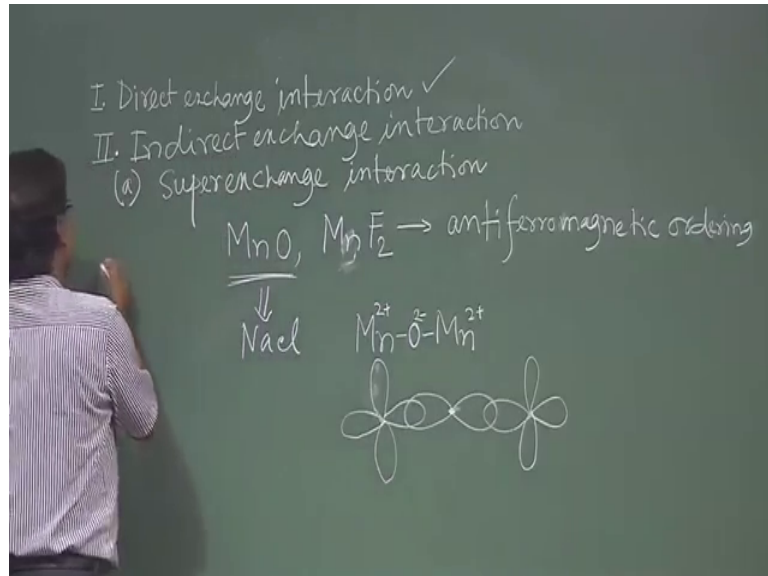 I. Direct exchange interaction ✓
II. Indirect exchange interaction
(a) Superexchange interaction
MnO, MnF₂ → antiferromagnetic ordering
⇓
Nacl Mn²⁺-O²⁻-Mn²⁺